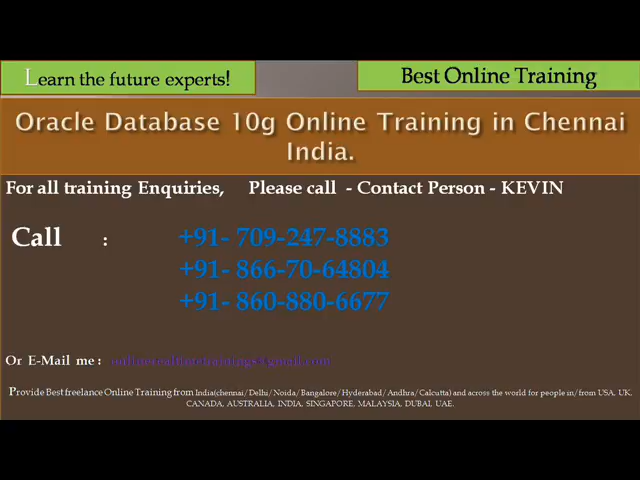 Learn the future experts!
Best Online Training
Oracle Database 10g Online Training in Chennai
India.
For all training Enquiries, Please call - Contact Person - KEVIN
Call : +91- 709-247-8883
+91- 866-70-64804
+91- 860-880-6677
Or E-Mail me : onlinerealtimetrainings@gmail.com
Provide Best freelance Online Training from India(chennai/Delhi/Noida/Bangalore/Hyderabad/Andhra/Calcutta) and across the world for people in/from USA, UK,
CANADA, AUSTRALIA, INDIA, SINGAPORE, MALAYSIA, DUBAI, UAE.